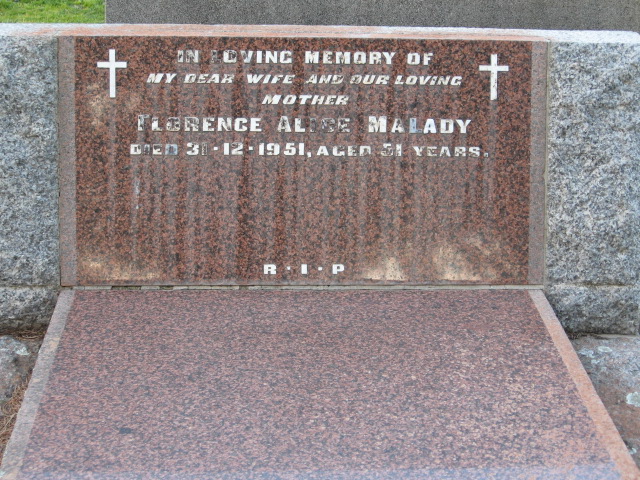 IN LOVING MEMORY OF
MY DEAR WIFE AND OUR LOVING
MOTHER
FLORENCE ALICE MALADY
DIED 31-12-1951, AGED 51 YEARS.
R·I·P